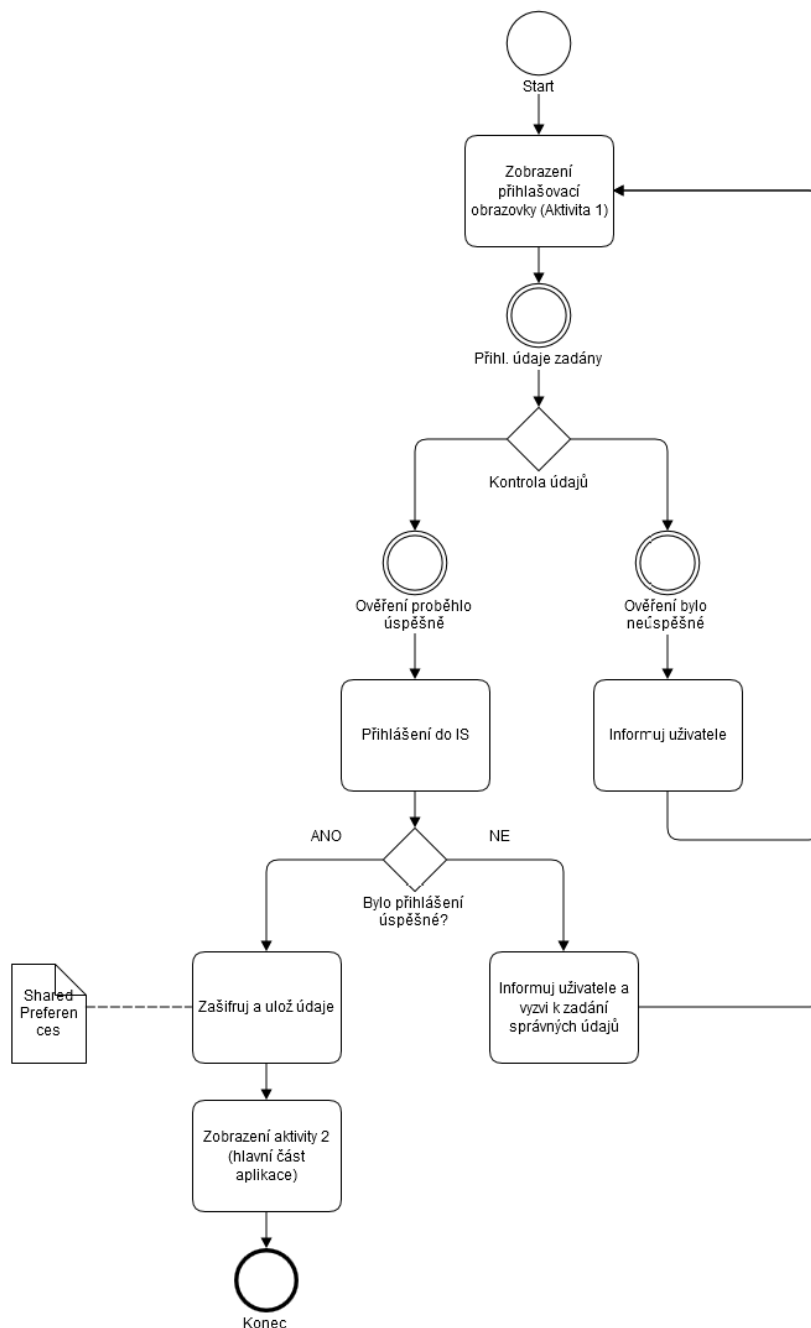 Start
Zobrazení
přihlašovací
obrazovky (Aktivita 1)
Přihl. údaje zadány
Kontrola údajů
Ověření proběhlo
úspěšně
Ověření bylo
neúspěšné
Přihlášení do IS
Informuj uživatele
ANO
NE
Bylo přihlášení
úspěšné?
Shared
Preferen
ces
Zašifruj a ulož údaje
Informuj uživatele a
vyzvi k zadání
správných údajů
Zobrazení aktivity 2
(hlavní část
aplikace)
Konec